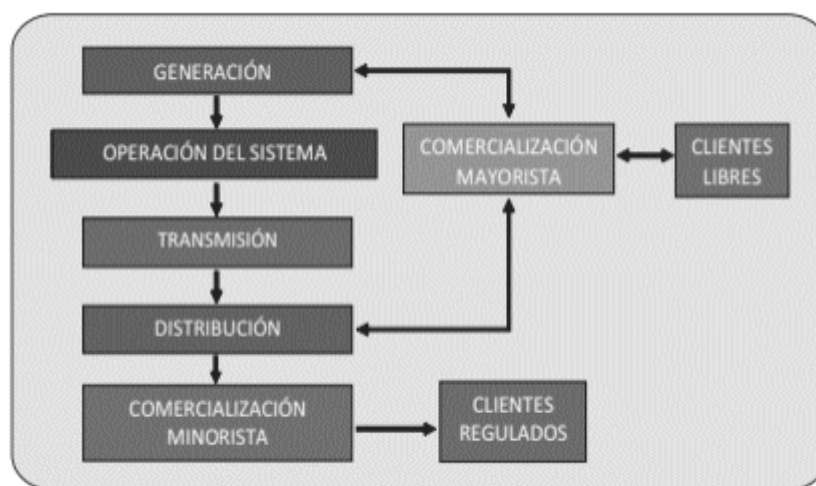 GENERACIÓN
OPERACIÓN DEL SISTEMA
COMERCIALIZACIÓN
MAYORISTA
CLIENTES
LIBRES
TRANSMISIÓN
DISTRIBUCIÓN
COMERCIALIZACIÓN
MINORISTA
CLIENTES
REGULADOS